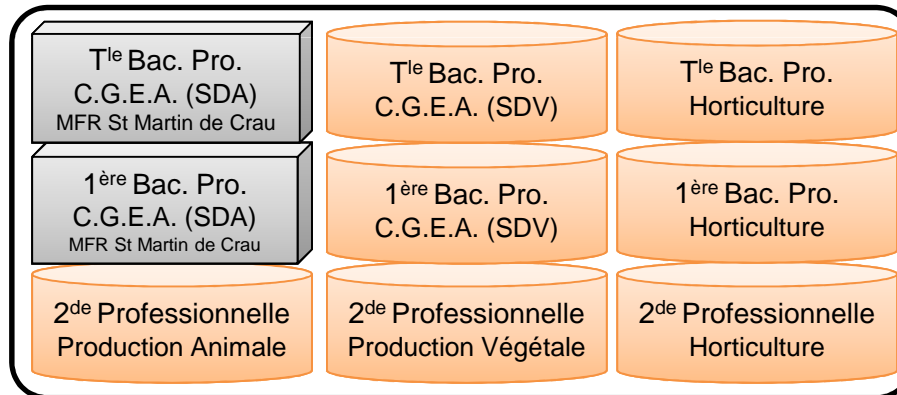 Tle Bac. Pro.
C.G.E.A. (SDA)
MFR St Martin de Crau
Tle Bac. Pro.
C.G.E.A. (SDV)
Tle Bac. Pro.
Horticulture
1ère Bac. Pro.
C.G.E.A. (SDA)
MFR St Martin de Crau
1ère Bac. Pro.
C.G.E.A. (SDV)
1ère Bac. Pro.
Horticulture
2de Professionnelle
Production Animale
2de Professionnelle
Production Végétale
2de Professionnelle
Horticulture